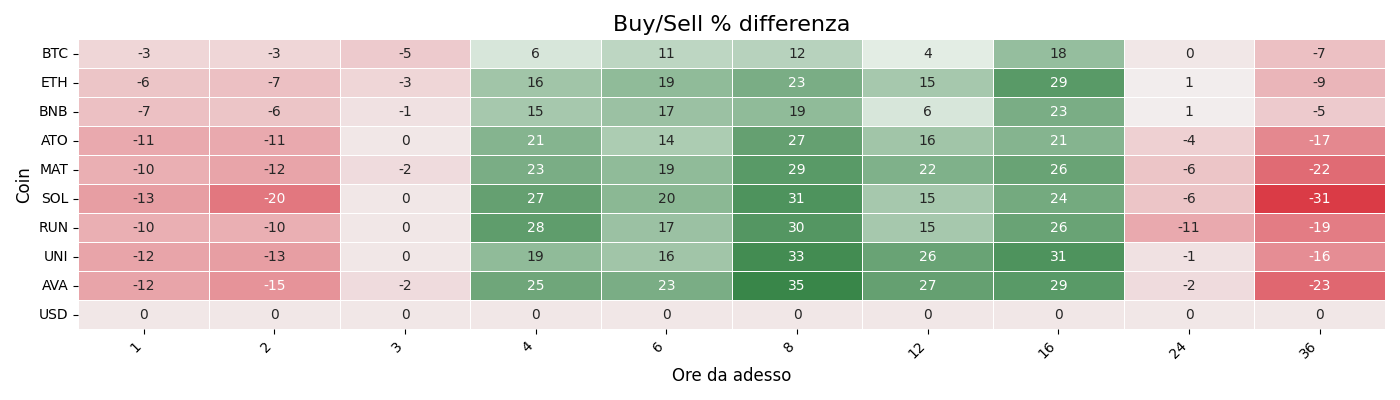 Buy/Sell % differenza
Coin
BTC -3 -3 -5 6 11 12 4 18 0 -7
ETH -6 -7 -3 16 19 23 15 29 1 -9
BNB -7 -6 -1 15 17 19 6 23 1 -5
ATO -11 -11 0 21 14 27 16 21 -4 -17
MAT -10 -12 -2 23 19 29 22 26 -6 -22
SOL -13 -20 0 27 20 31 15 24 -6 -31
RUN -10 -10 0 28 17 30 15 26 -11 -19
UNI -12 -13 0 19 16 33 26 31 -1 -16
AVA -12 -15 -2 25 23 35 27 29 -2 -23
USD 0 0 0 0 0 0 0 0 0 0
1 2 3 4 6 8 12 16 24 36
Ore da adesso